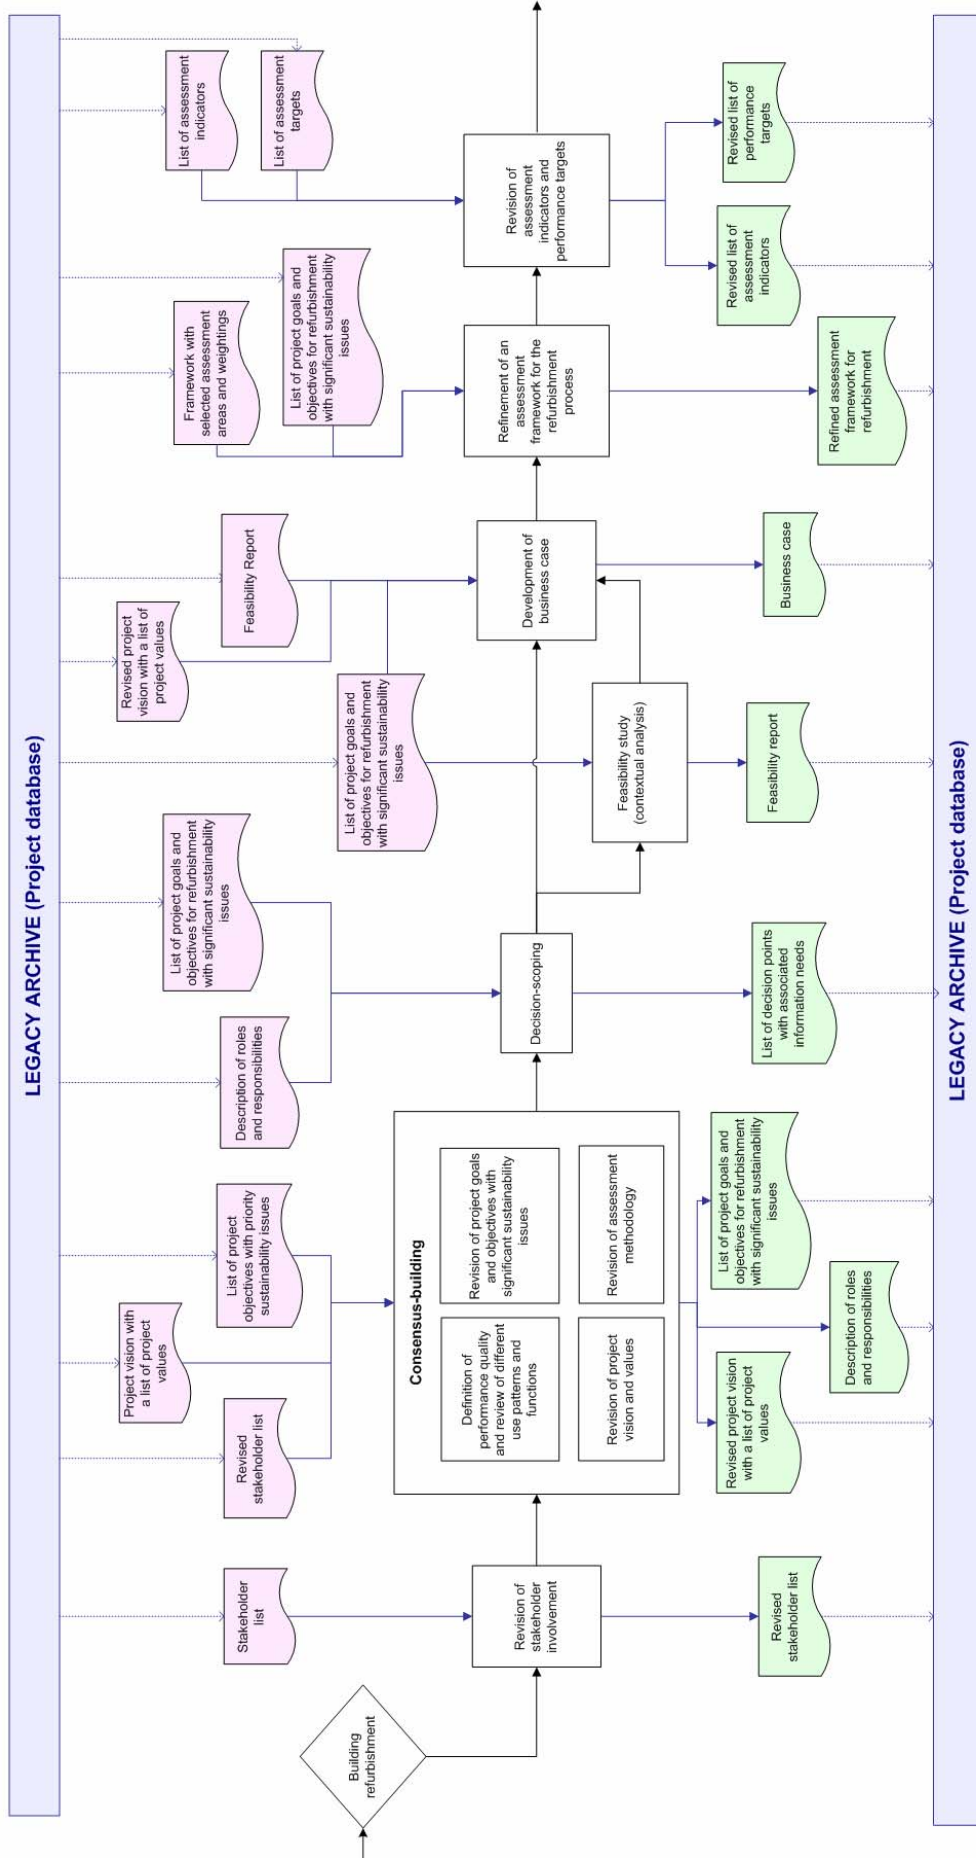 LEGACY ARCHIVE (Project database)
Stakeholder
list
Revised
stakeholder list
Project vision with
a list of project
values
List of project
objectives with priority
sustainability issues
Description of roles
and responsibilities
List of project goals and
objectives for refurbishment
with significant sustainability
issues
List of project goals and
objectives for refurbishment
with significant sustainability
issues
Revised project
vision with a list of
project values
Feasibility Report
Framework with
selected assessment
areas and weightings
List of project goals and
objectives for refurbishment
with significant sustainability
issues
List of assessment
indicators
List of assessment
targets
Building
refurbishment
Revision of
stakeholder
involvement
Consensus-building
Definition of
performance quality
and review of different
use patterns and
functions
Revision of project goals
and objectives with
significant sustainability
issues
Revision of project
vision and values
Revision of assessment
methodology
Decision-scoping
Feasibility study
(contextual analysis)
Development of
business case
Refinement of an
assessment
framework for the
refurbishment
process
Revision of
assessment
indicators and
performance targets
Revised
stakeholder list
Revised project vision
with a list of project
values
Description of roles
and responsibilities
List of project goals and
objectives for refurbishment
with significant sustainability
issues
List of decision points
with associated
information needs
Feasibility report
Business case
Refined assessment
framework for
refurbishment
Revised list of
assessment
indicators
Revised list of
performance
targets
LEGACY ARCHIVE (Project database)